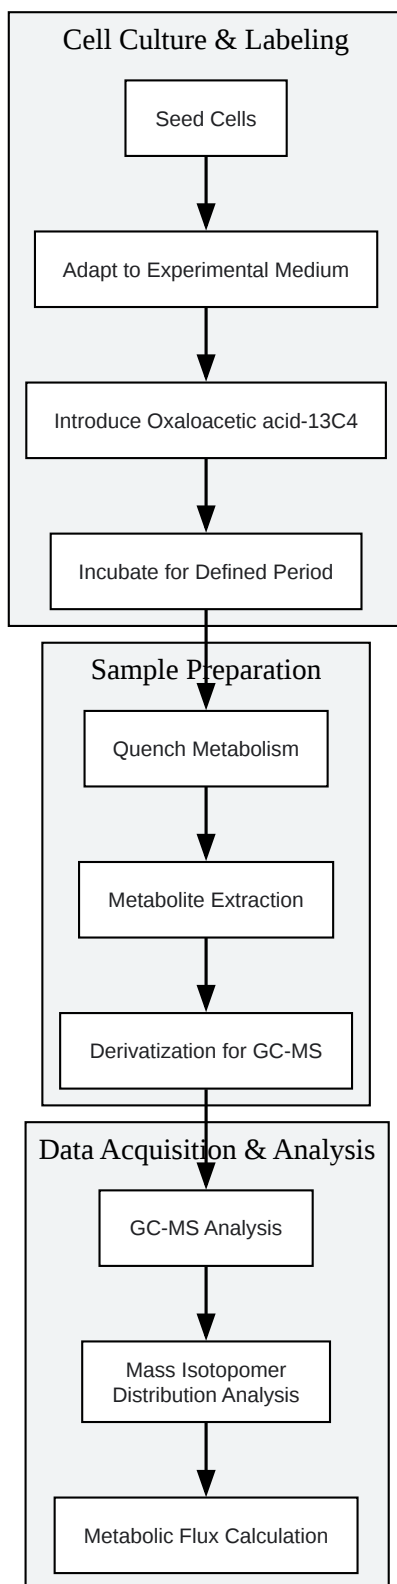 Cell Culture & Labeling
Seed Cells
Adapt to Experimental Medium
Introduce Oxaloacetic acid-13C4
Incubate for Defined Period
Sample Preparation
Quench Metabolism
Metabolite Extraction
Derivatization for GC-MS
Data Acquisition & Analysis
GC-MS Analysis
Mass Isotopomer
Distribution Analysis
Metabolic Flux Calculation